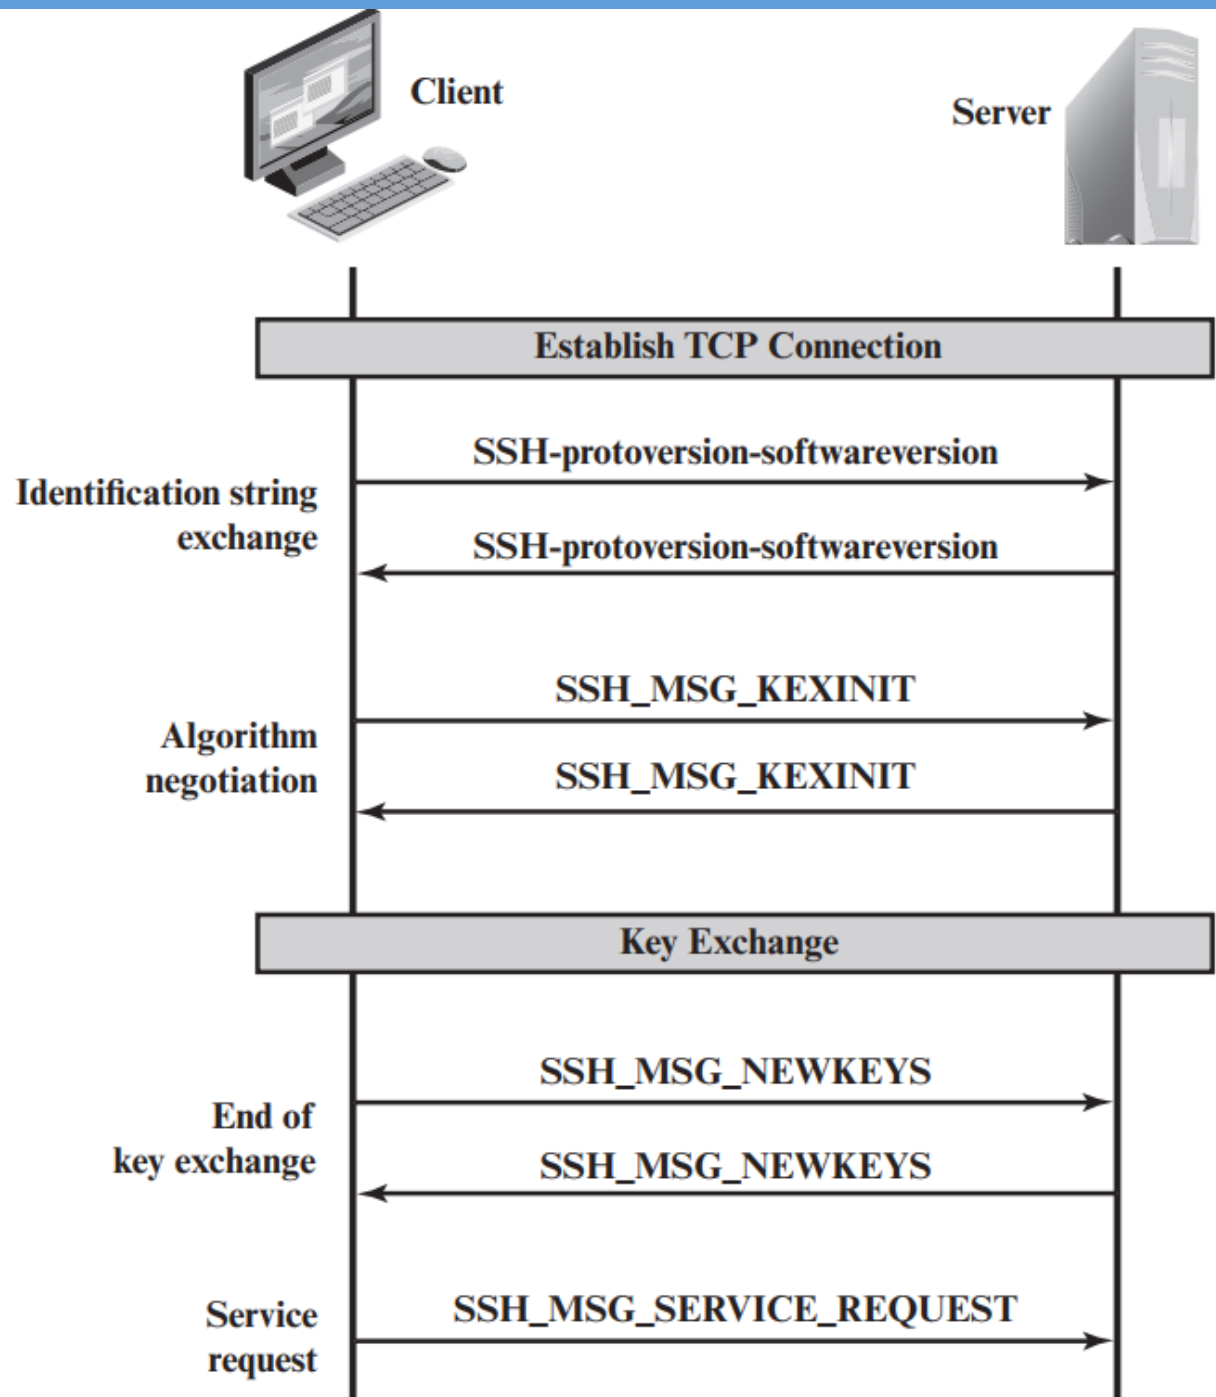 Client
Server
Establish TCP Connection
SSH-protoversion-softwareversion
Identification string
exchange
SSH-protoversion-softwareversion
SSH_MSG_KEXINIT
Algorithm
negotiation
SSH_MSG_KEXINIT
Key Exchange
SSH_MSG_NEWKEYS
End of
key exchange
SSH_MSG_NEWKEYS
Service
request
SSH_MSG_SERVICE_REQUEST